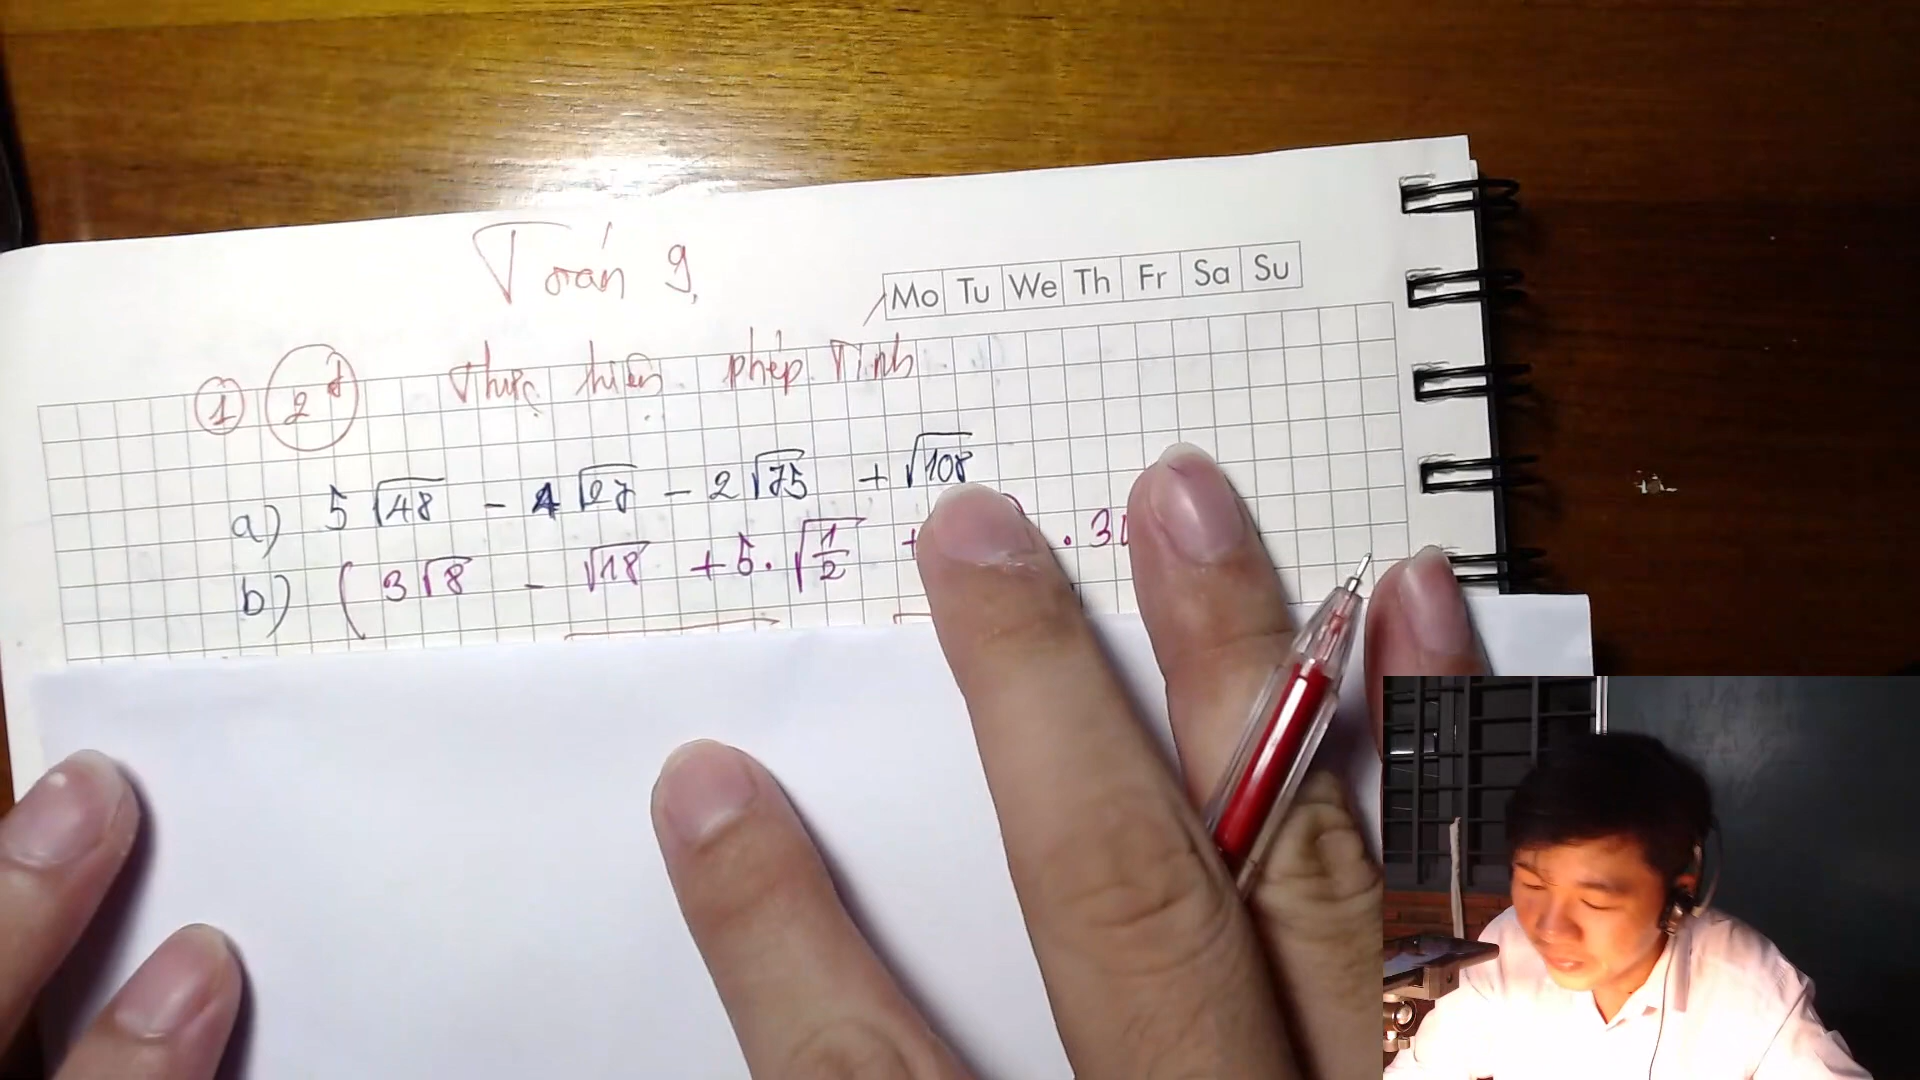 Toán 9
Mo Tu We Th Fr Sa Su
① 2đ Thực hiện phép Tính
a) 5√48 - 4√27 - 2√75 + √108
b) (3√8 - √18 + 5.√1/2 + ) . 3